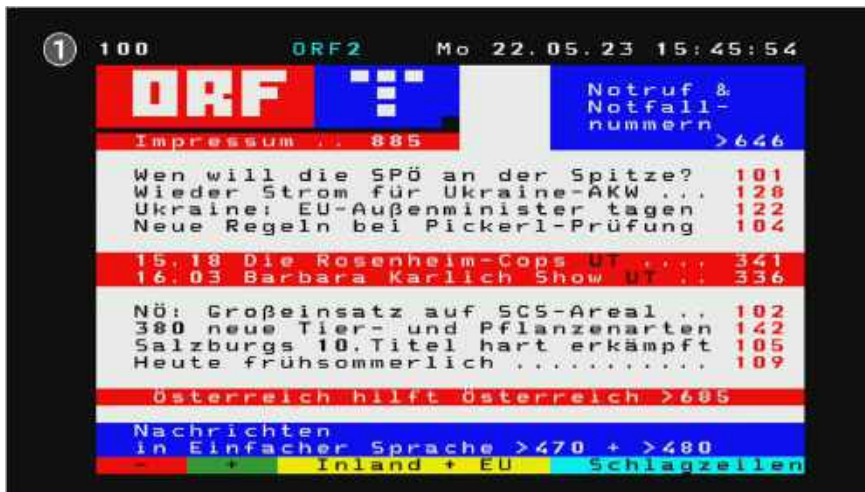 1
100 ORF2 Mo 22.05.23 15:45:54
ORF T
Notruf &
Notfall-
nummern
Impressum .. 885 >646
Wen will die SPÖ an der Spitze? 101
Wieder Strom für Ukraine-AKW ... 128
Ukraine: EU-Außenminister tagen 122
Neue Regeln bei Pickerl-Prüfung 104
15.18 Die Rosenheim-Cops UT .... 341
16.03 Barbara Karlich Show UT .. 336
NÖ: Großeinsatz auf SCS-Areal .. 102
380 neue Tier- und Pflanzenarten 142
Salzburgs 10.Titel hart erkämpft 105
Heute frühsommerlich ........... 109
Österreich hilft Österreich >685
Nachrichten
in Einfacher Sprache >470 + >480
- + Inland + EU Schlagzeilen